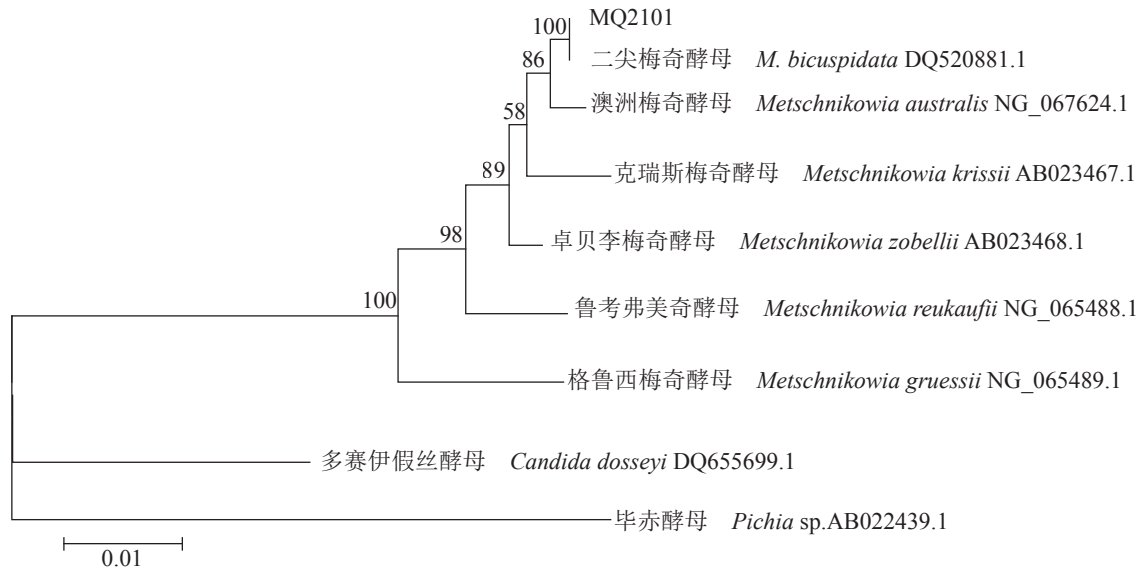 MQ2101
100
二尖梅奇酵母 M. bicuspidata DQ520881.1
86
澳洲梅奇酵母 Metschnikowia australis NG_067624.1
58
克瑞斯梅奇酵母 Metschnikowia krissii AB023467.1
89
卓贝李梅奇酵母 Metschnikowia zobellii AB023468.1
98
鲁考弗美奇酵母 Metschnikowia reukaufii NG_065488.1
100
格鲁西梅奇酵母 Metschnikowia gruessii NG_065489.1
多赛伊假丝酵母 Candida dosseyi DQ655699.1
毕赤酵母 Pichia sp.AB022439.1
0.01